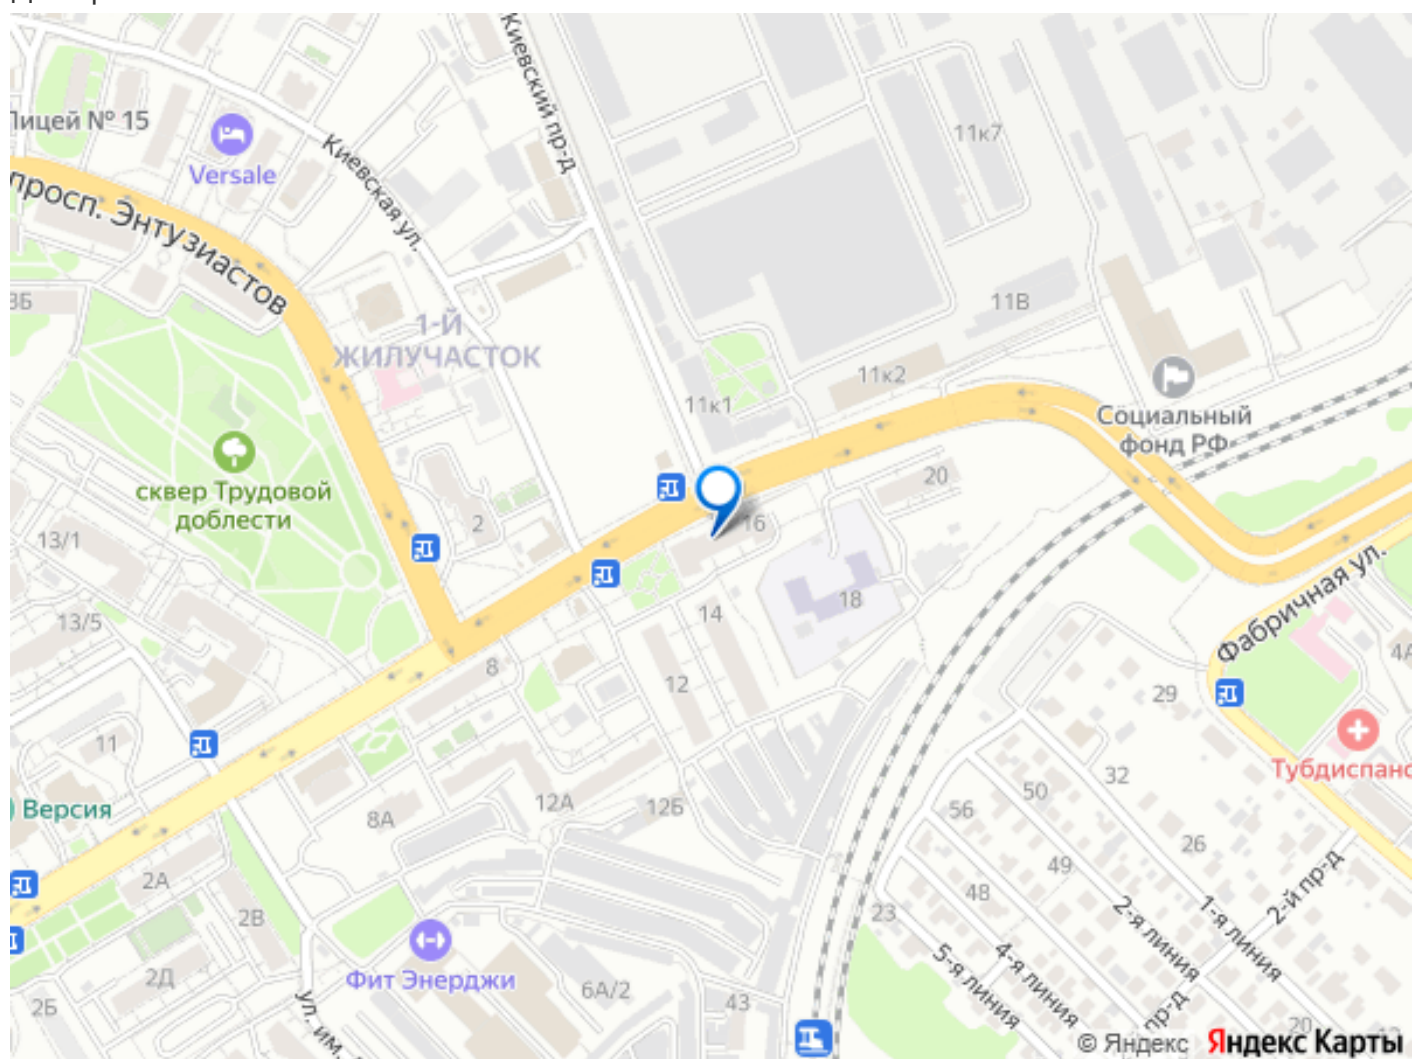 Киевский пр-д
11к7
Лицей № 15
Versale
Киевская ул.
просп. Энтузиастов
3Б
11В
1-Й
ЖИЛУЧАСТОК
11к2
11к1
Социальный
фонд РФ
сквер Трудовой
доблести
20
2
16
13/1
Фабричная ул.
18
14
13/5
4А
8
12
29
11
Тубдиспанс
32
Версия
12А
12Б
50
56
8А
26
49
2А
48
2-й пр-д
23
2В
1-я линия
2-я линия
4-я линия
5-я линия
Фит Энерджи
2Д
6А/2
43
2Б
ул. им.
пр-д
20
13
© Яндекс Яндекс Карты